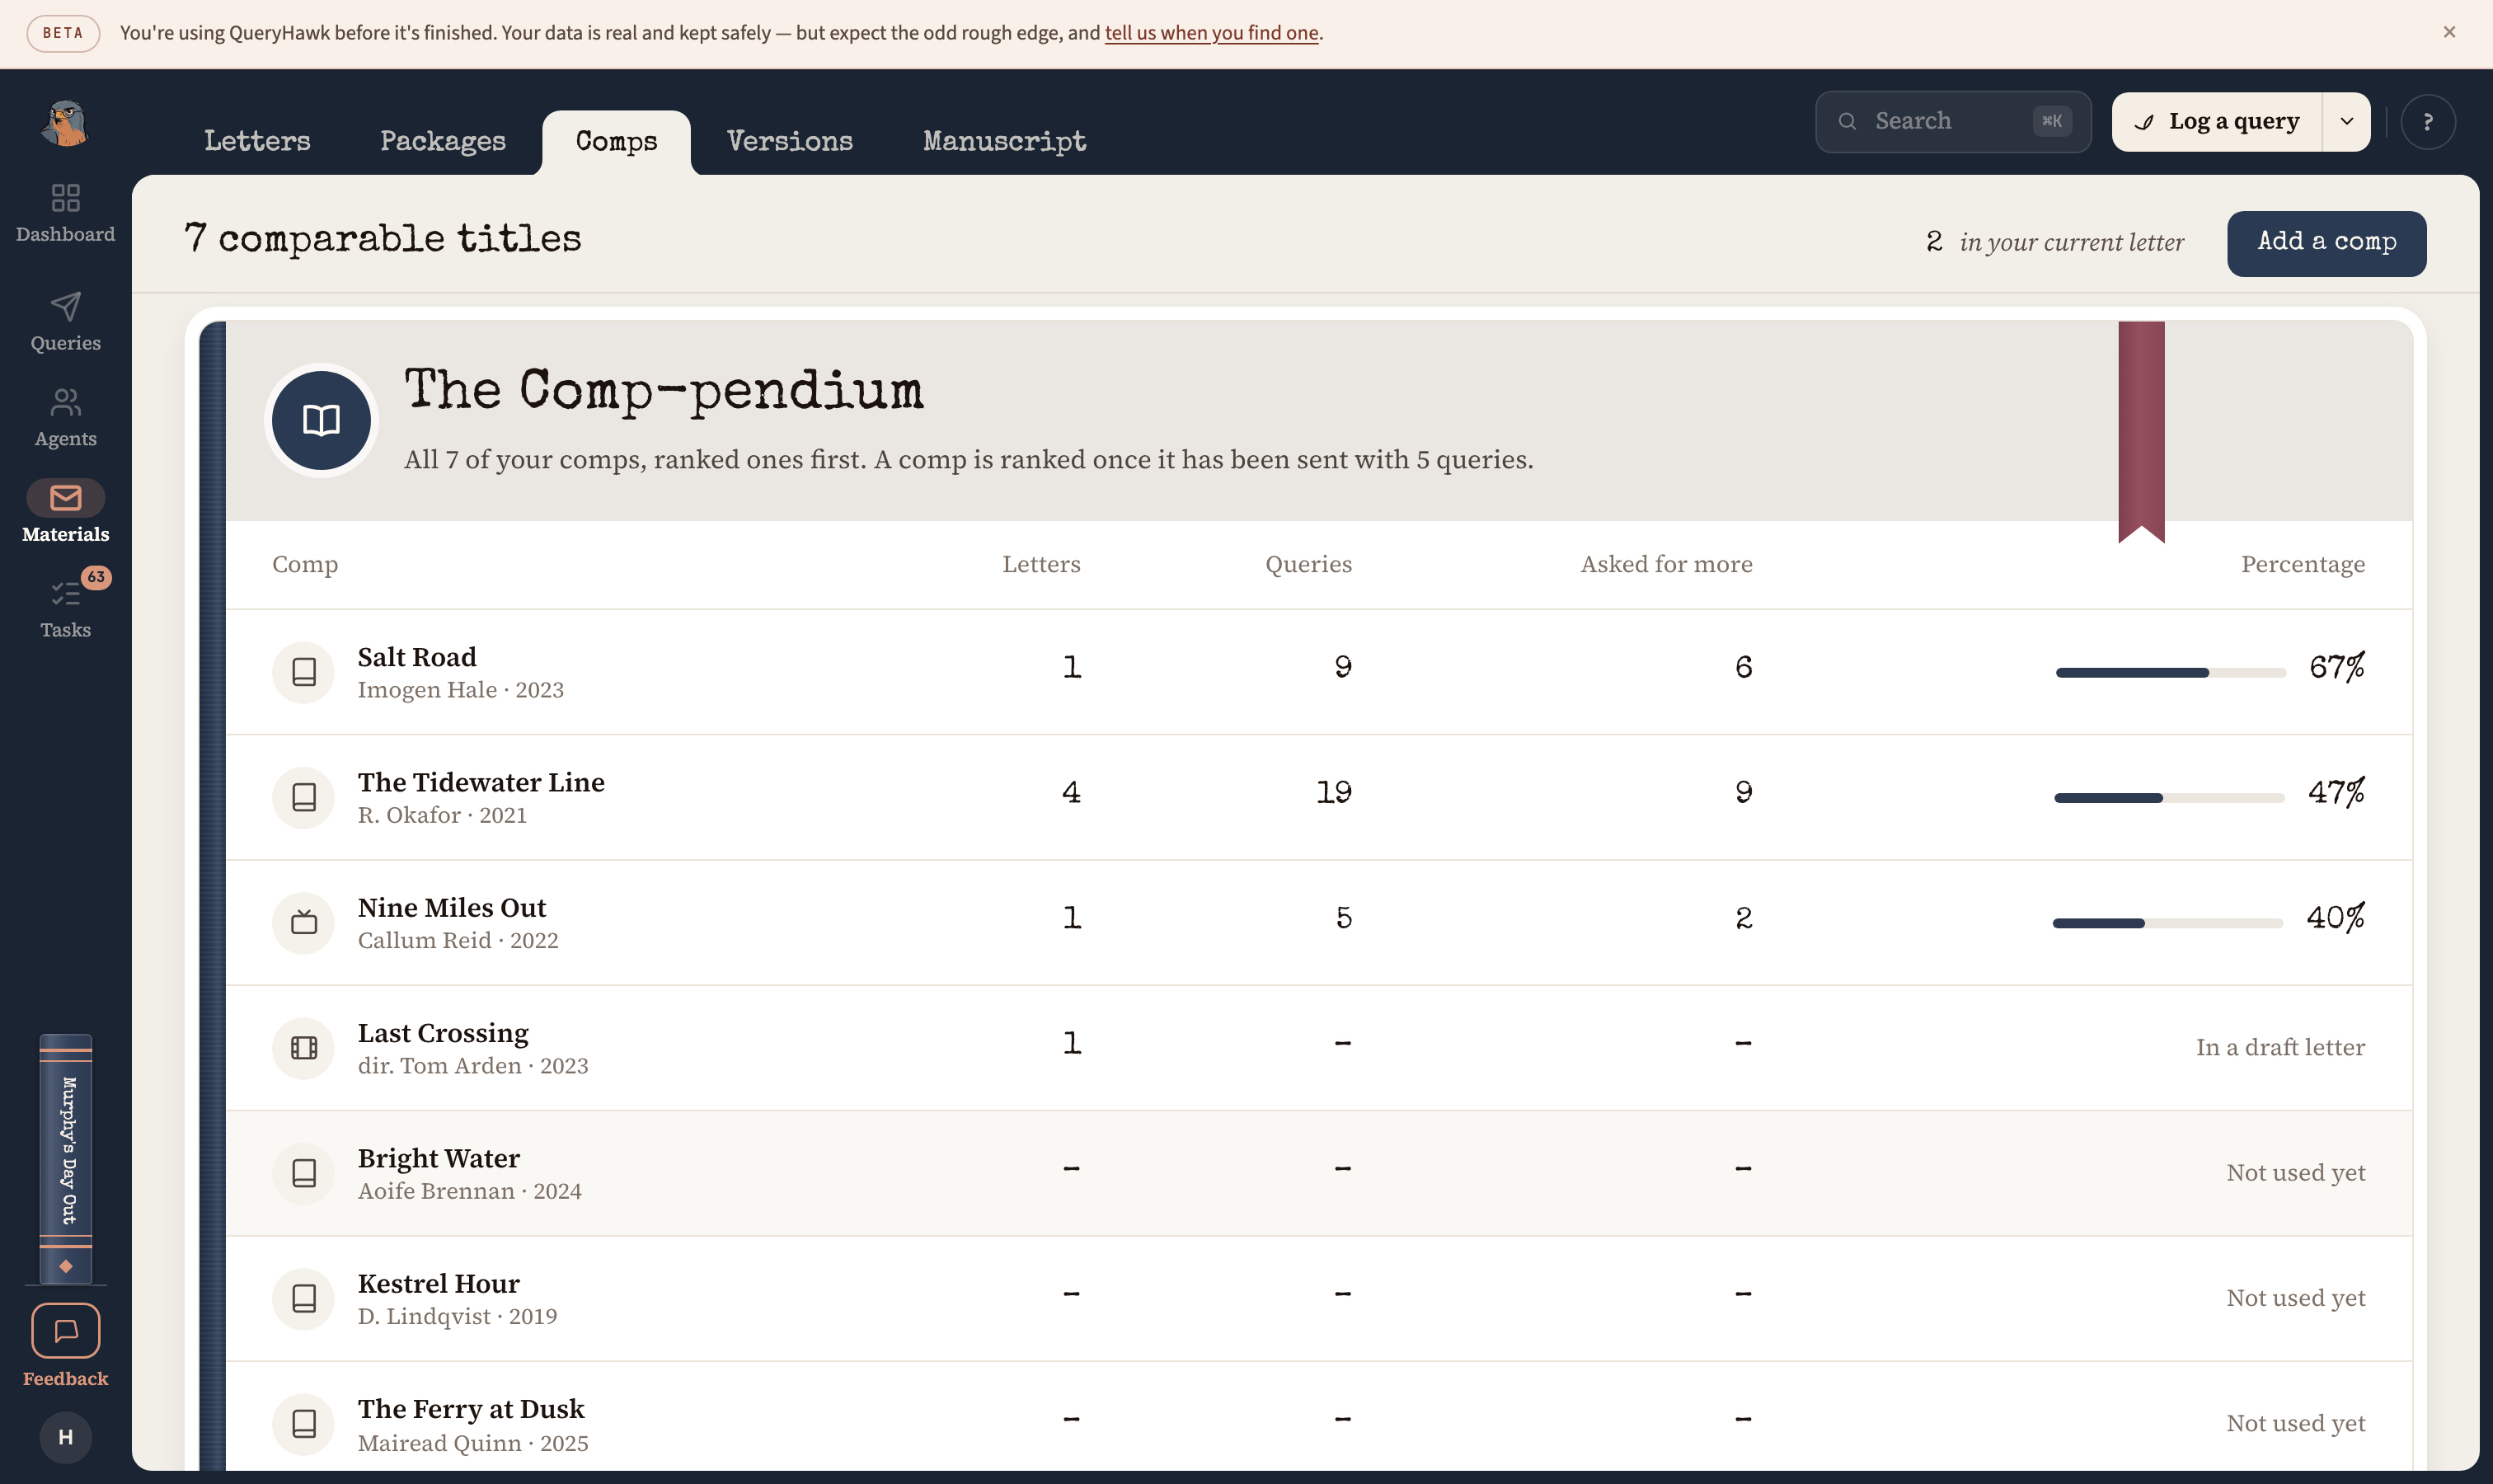 BETA You're using QueryHawk before it's finished. Your data is real and kept safely — but expect the odd rough edge, and tell us when you find one. ×
Letters Packages Comps Versions Manuscript Search ⌘K Log a query ?
Dashboard
Queries
Agents
Materials
63
Tasks
Murphy's Day Out
Feedback
H
7 comparable titles 2 in your current letter Add a comp
The Comp-pendium
All 7 of your comps, ranked ones first. A comp is ranked once it has been sent with 5 queries.
Comp Letters Queries Asked for more Percentage
Salt Road 1 9 6 67%
Imogen Hale · 2023
The Tidewater Line 4 19 9 47%
R. Okafor · 2021
Nine Miles Out 1 5 2 40%
Callum Reid · 2022
Last Crossing 1 – – In a draft letter
dir. Tom Arden · 2023
Bright Water – – – Not used yet
Aoife Brennan · 2024
Kestrel Hour – – – Not used yet
D. Lindqvist · 2019
The Ferry at Dusk – – – Not used yet
Mairead Quinn · 2025